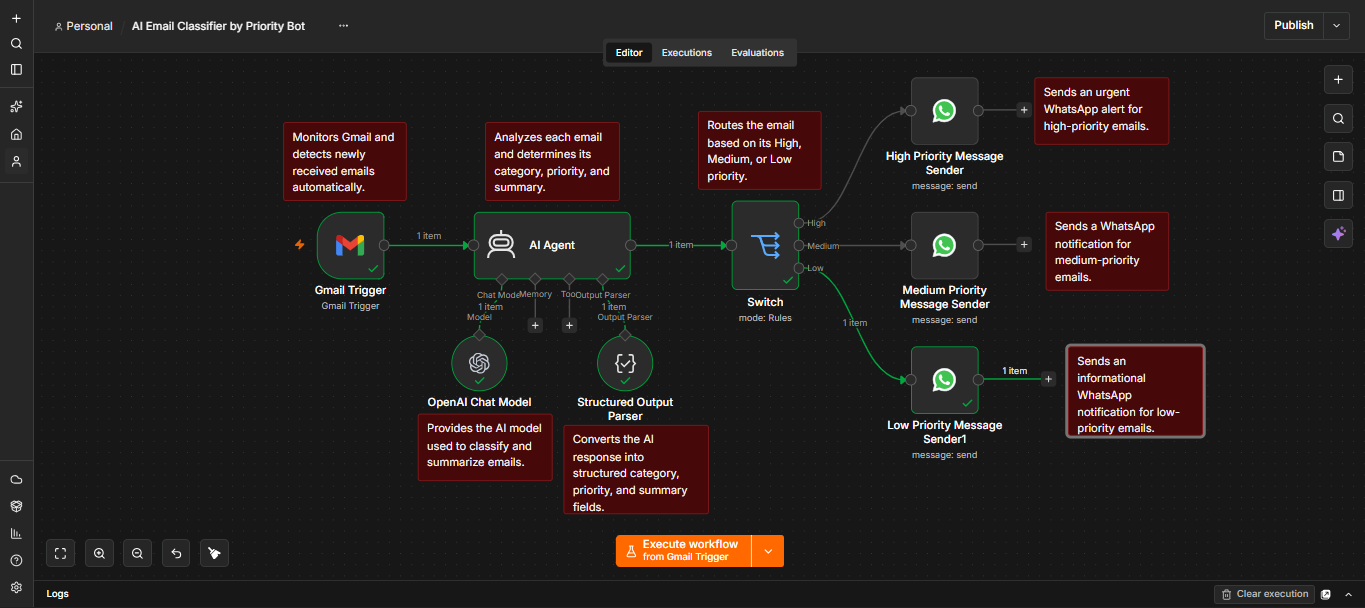 Personal / AI Email Classifier by Priority Bot ...
Publish
Editor Executions Evaluations
Monitors Gmail and
detects newly
received emails
automatically.
Gmail Trigger
Gmail Trigger
1 item
Analyzes each email
and determines its
category, priority, and
summary.
AI Agent
Chat Model
1 item
Model
Memory
Tool
Output Parser
1 item
Output Parser
OpenAI Chat Model
Provides the AI model
used to classify and
summarize emails.
Structured Output
Parser
Converts the AI
response into
structured category,
priority, and summary
fields.
1 item
Routes the email
based on its High,
Medium, or Low
priority.
Switch
mode: Rules
High
Medium
Low
1 item
High Priority Message
Sender
message: send
Sends an urgent
WhatsApp alert for
high-priority emails.
Medium Priority
Message Sender
message: send
Sends a WhatsApp
notification for
medium-priority
emails.
Low Priority Message
Sender1
message: send
1 item
Sends an
informational
WhatsApp
notification for low-
priority emails.
Execute workflow
from Gmail Trigger
Logs
Clear execution